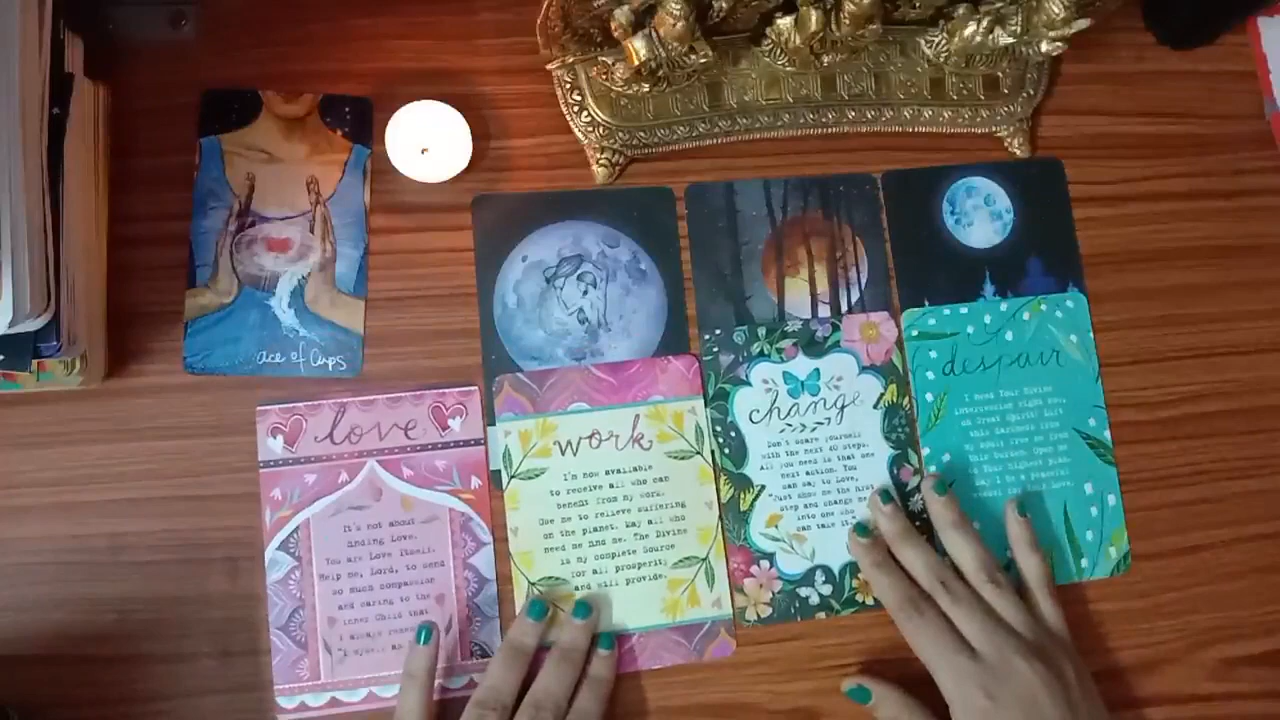 ace of Cups
love
It's not about
finding Love.
You are Love Itself.
Help me, Lord, to send
so much compassion
and caring to the
inner Child that
I always
"I myself am
work
I'm now available
to receive all who can
benefit from my work.
Use me to relieve suffering
on the planet. May all who
need me find me. The Divine
is my complete Source
for all prosperity
and will provide.
change
Don't scare yourself
with the next 40 steps.
All you need is that one
next action. You
can say to Love,
"Just show me the first
step and change me
into one who
can take it.
despair
I need Your Divine
intervention right now,
oh Great Spirit! Lift
this darkness from
my soul; free me from
this burden. Open me
to Your highest
May I be a peaceful
vessel for Love.